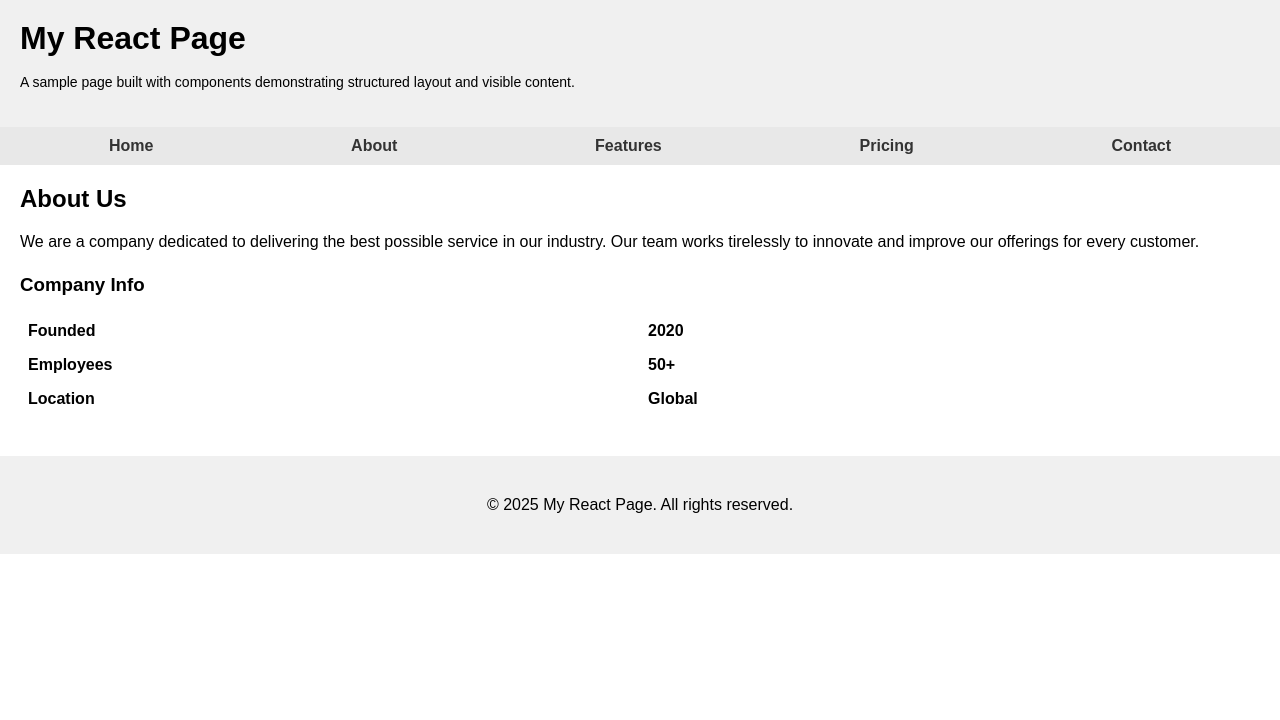 My React Page
A sample page built with components demonstrating structured layout and visible content.
Home About Features Pricing Contact
About Us
We are a company dedicated to delivering the best possible service in our industry. Our team works tirelessly to innovate and improve our offerings for every customer.
Company Info
Founded 2020
Employees 50+
Location Global
© 2025 My React Page. All rights reserved.